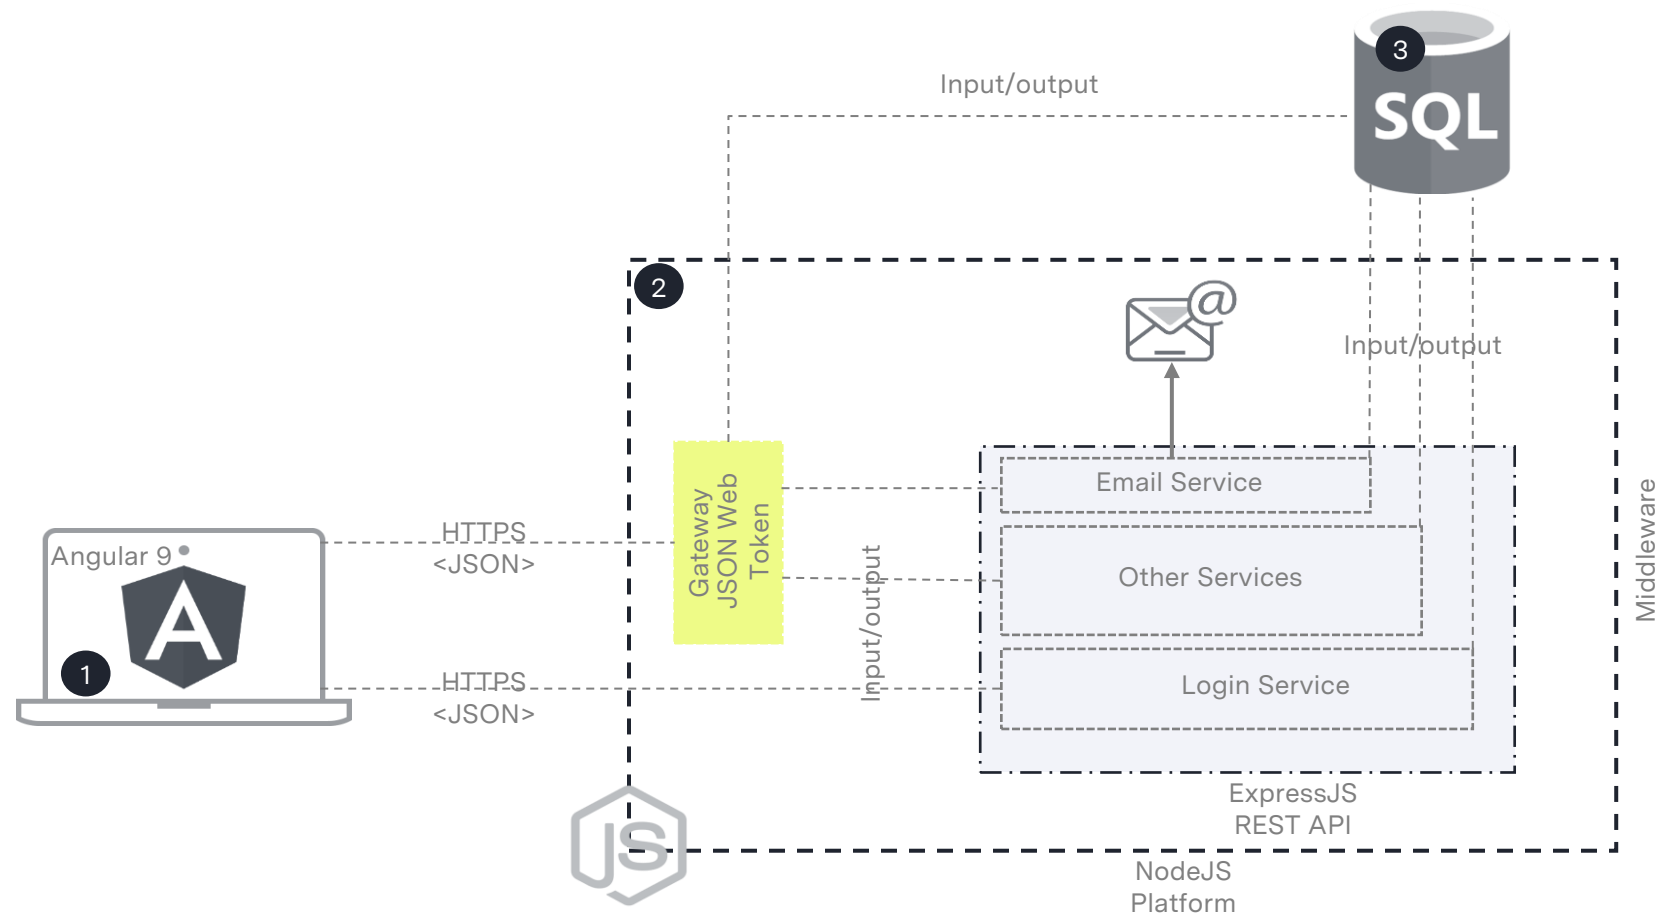 3
SQL
Input/output
2
@
Input/output
Email Service
Gateway
JSON Web
Token
HTTPS
<JSON>
Angular 9
A
1
Other Services
Input/output
HTTPS
<JSON>
Login Service
Middleware
ExpressJS
REST API
JS
NodeJS
Platform